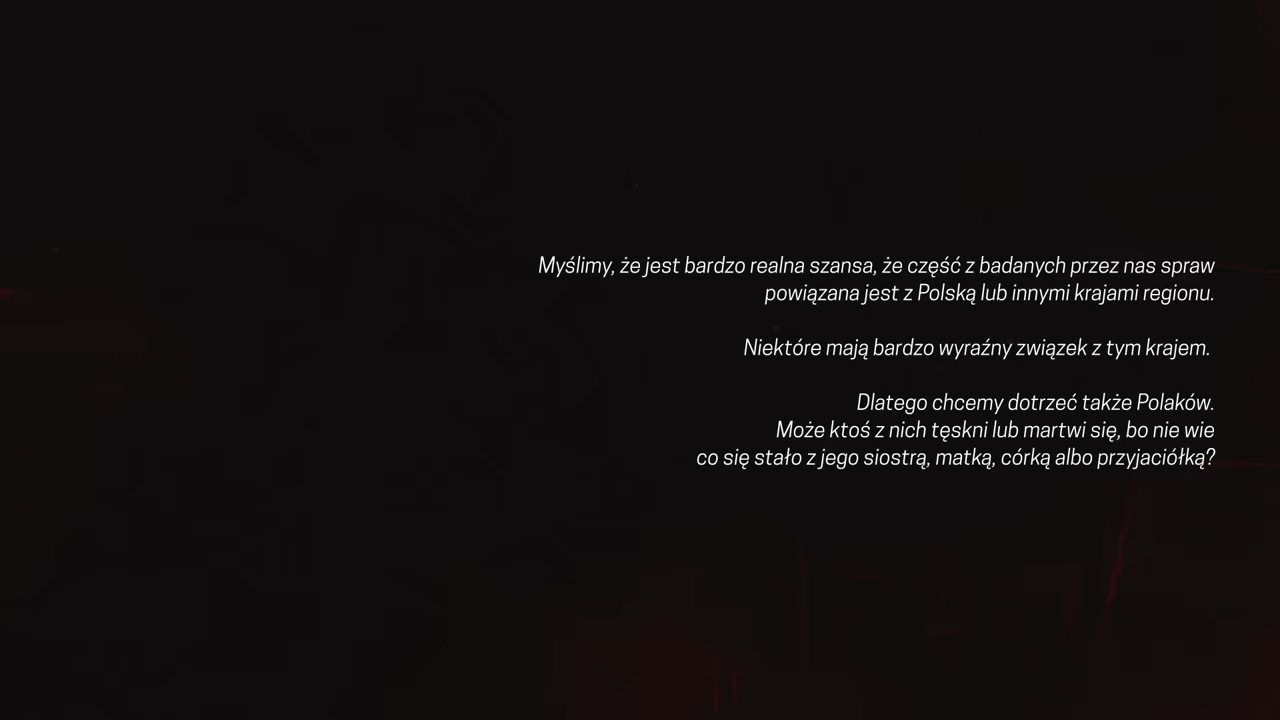 Myślimy, że jest bardzo realna szansa, że część z badanych przez nas spraw
powiązana jest z Polską lub innymi krajami regionu.
Niektóre mają bardzo wyraźny związek z tym krajem.
Dlatego chcemy dotrzeć także Polaków.
Może ktoś z nich tęskni lub martwi się, bo nie wie
co się stało z jego siostrą, matką, córką albo przyjaciółką?